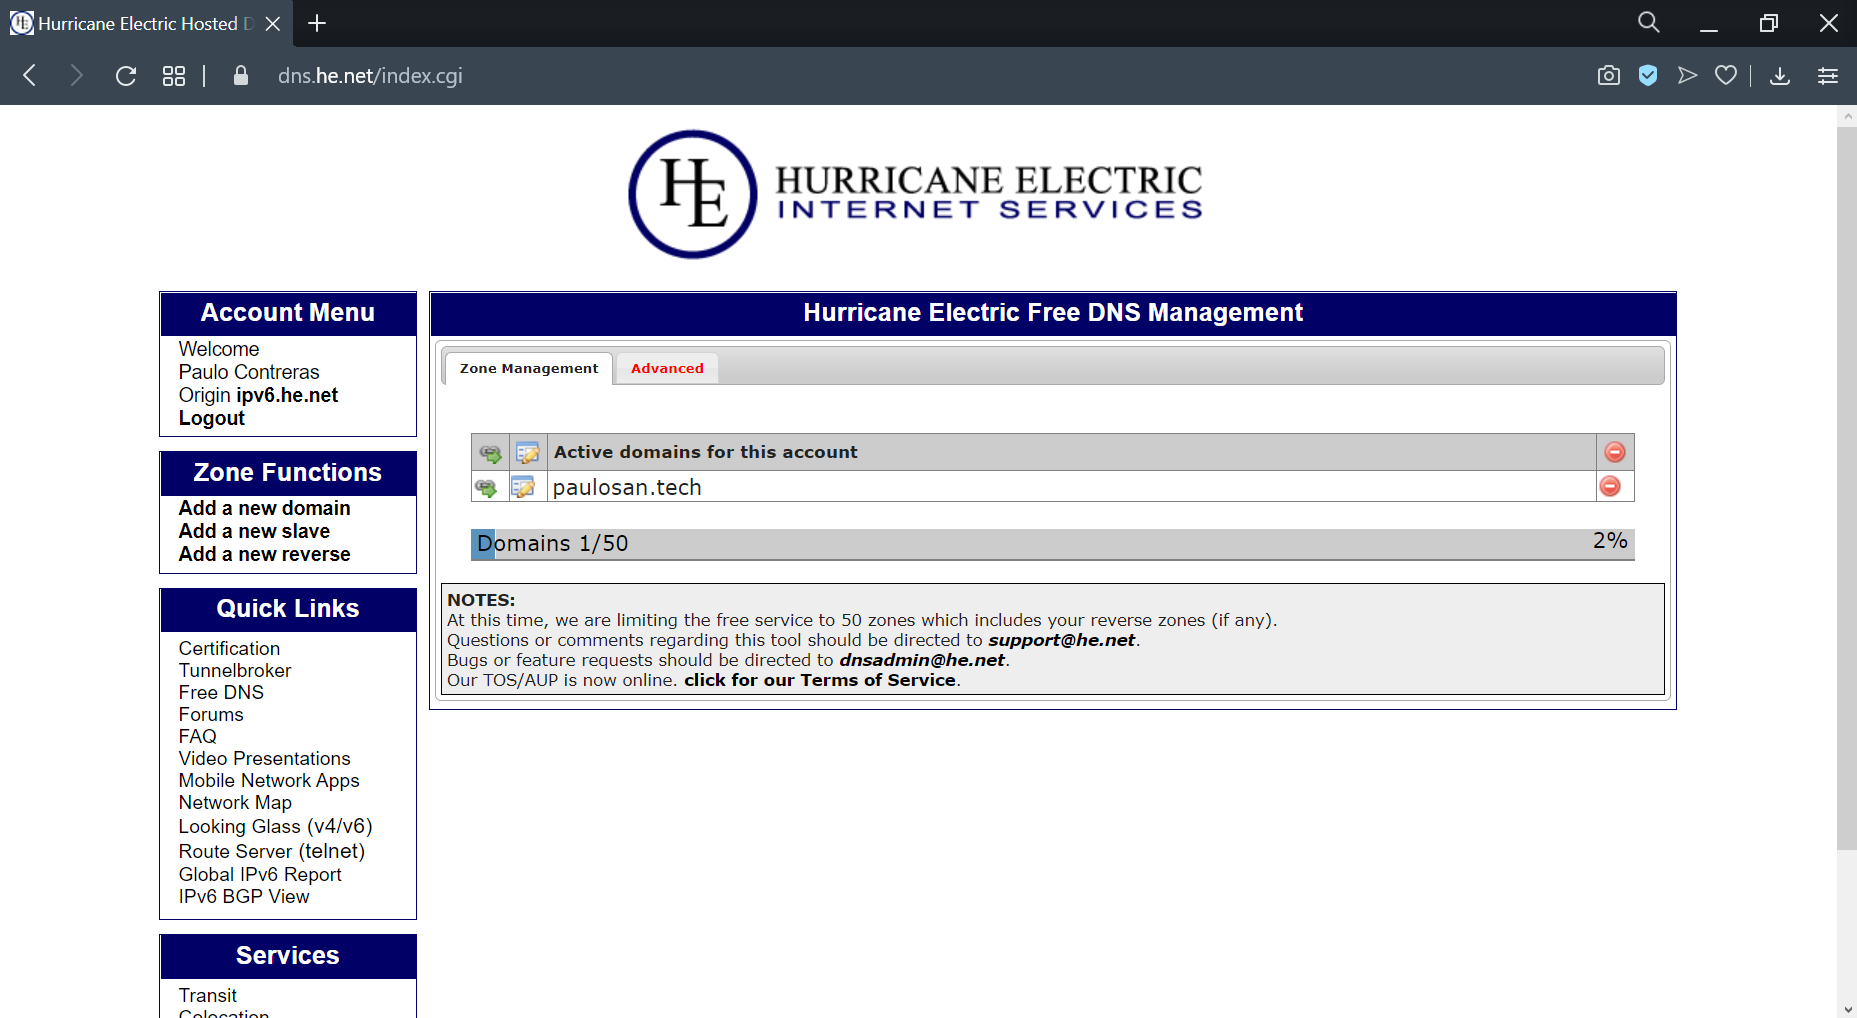 Hurricane Electric Hosted D
dns.he.net/index.cgi
HE
HURRICANE ELECTRIC
INTERNET SERVICES
Account Menu
Welcome
Paulo Contreras
Origin ipv6.he.net
Logout
Zone Functions
Add a new domain
Add a new slave
Add a new reverse
Quick Links
Certification
Tunnelbroker
Free DNS
Forums
FAQ
Video Presentations
Mobile Network Apps
Network Map
Looking Glass (v4/v6)
Route Server (telnet)
Global IPv6 Report
IPv6 BGP View
Services
Transit
Colocation
Hurricane Electric Free DNS Management
Zone Management
Advanced
Active domains for this account
paulosan.tech
Domains 1/50
2%
NOTES:
At this time, we are limiting the free service to 50 zones which includes your reverse zones (if any).
Questions or comments regarding this tool should be directed to support@he.net.
Bugs or feature requests should be directed to dnsadmin@he.net.
Our TOS/AUP is now online. click for our Terms of Service.